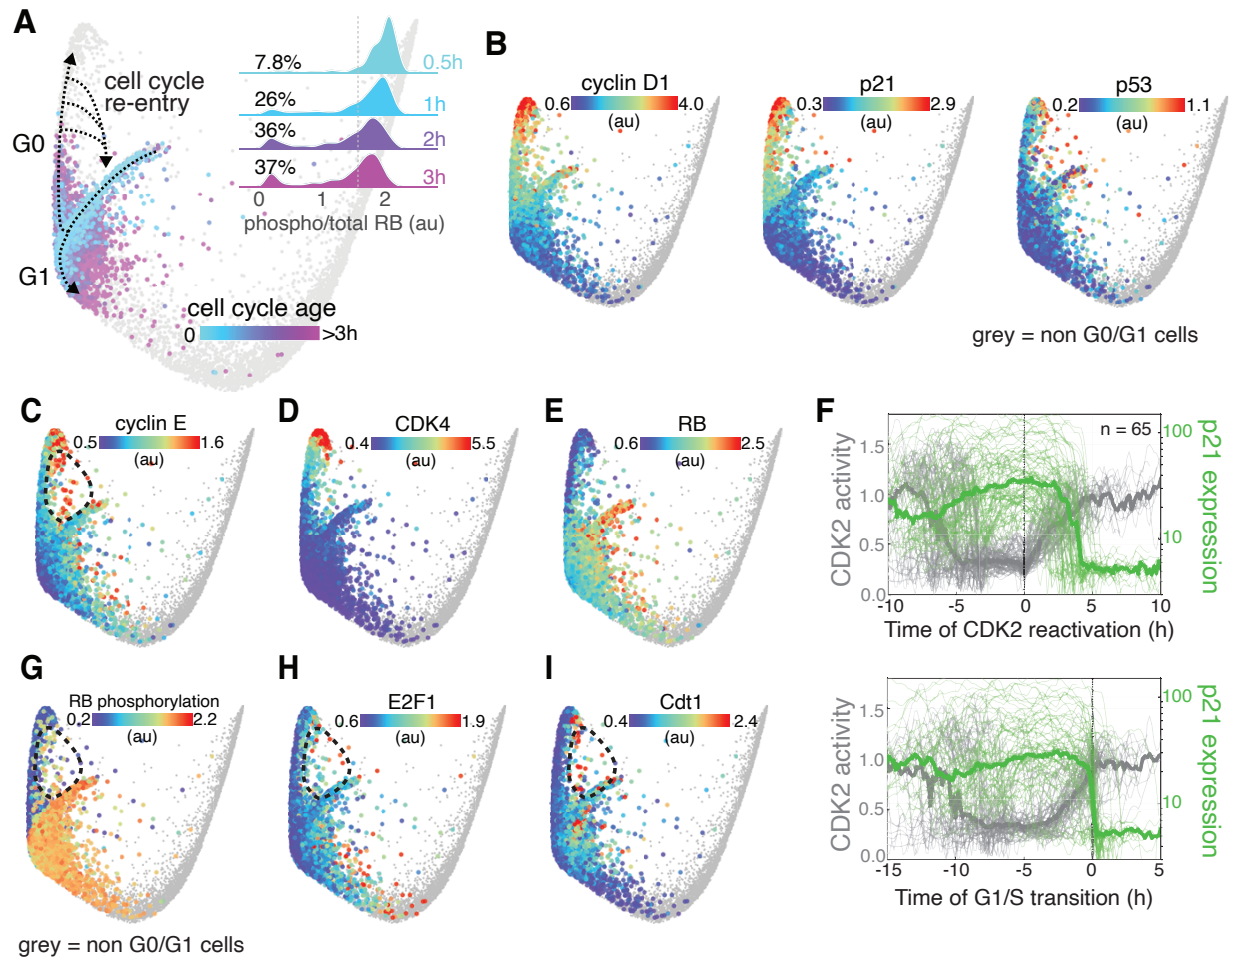 A
cell cycle
re-entry
G0
G1
7.8%
0.5h
26%
1h
36%
2h
37%
3h
0 1 2
phospho/total RB (au)
cell cycle age
0 >3h
B
cyclin D1
0.6 4.0
(au)
p21
0.3 2.9
(au)
p53
0.2 1.1
(au)
grey = non G0/G1 cells
C
cyclin E
0.5 1.6
(au)
D
CDK4
0.4 5.5
(au)
E
RB
0.6 2.5
(au)
F
n = 65
CDK2 activity
1.5
1.0
0.5
0.0
p21 expression
100
10
-10 -5 0 5 10
Time of CDK2 reactivation (h)
CDK2 activity
1.5
1.0
0.5
0.0
p21 expression
100
10
-15 -10 -5 0 5
Time of G1/S transition (h)
G
RB phosphorylation
0.2 2.2
(au)
grey = non G0/G1 cells
H
E2F1
0.6 1.9
(au)
I
Cdt1
0.4 2.4
(au)